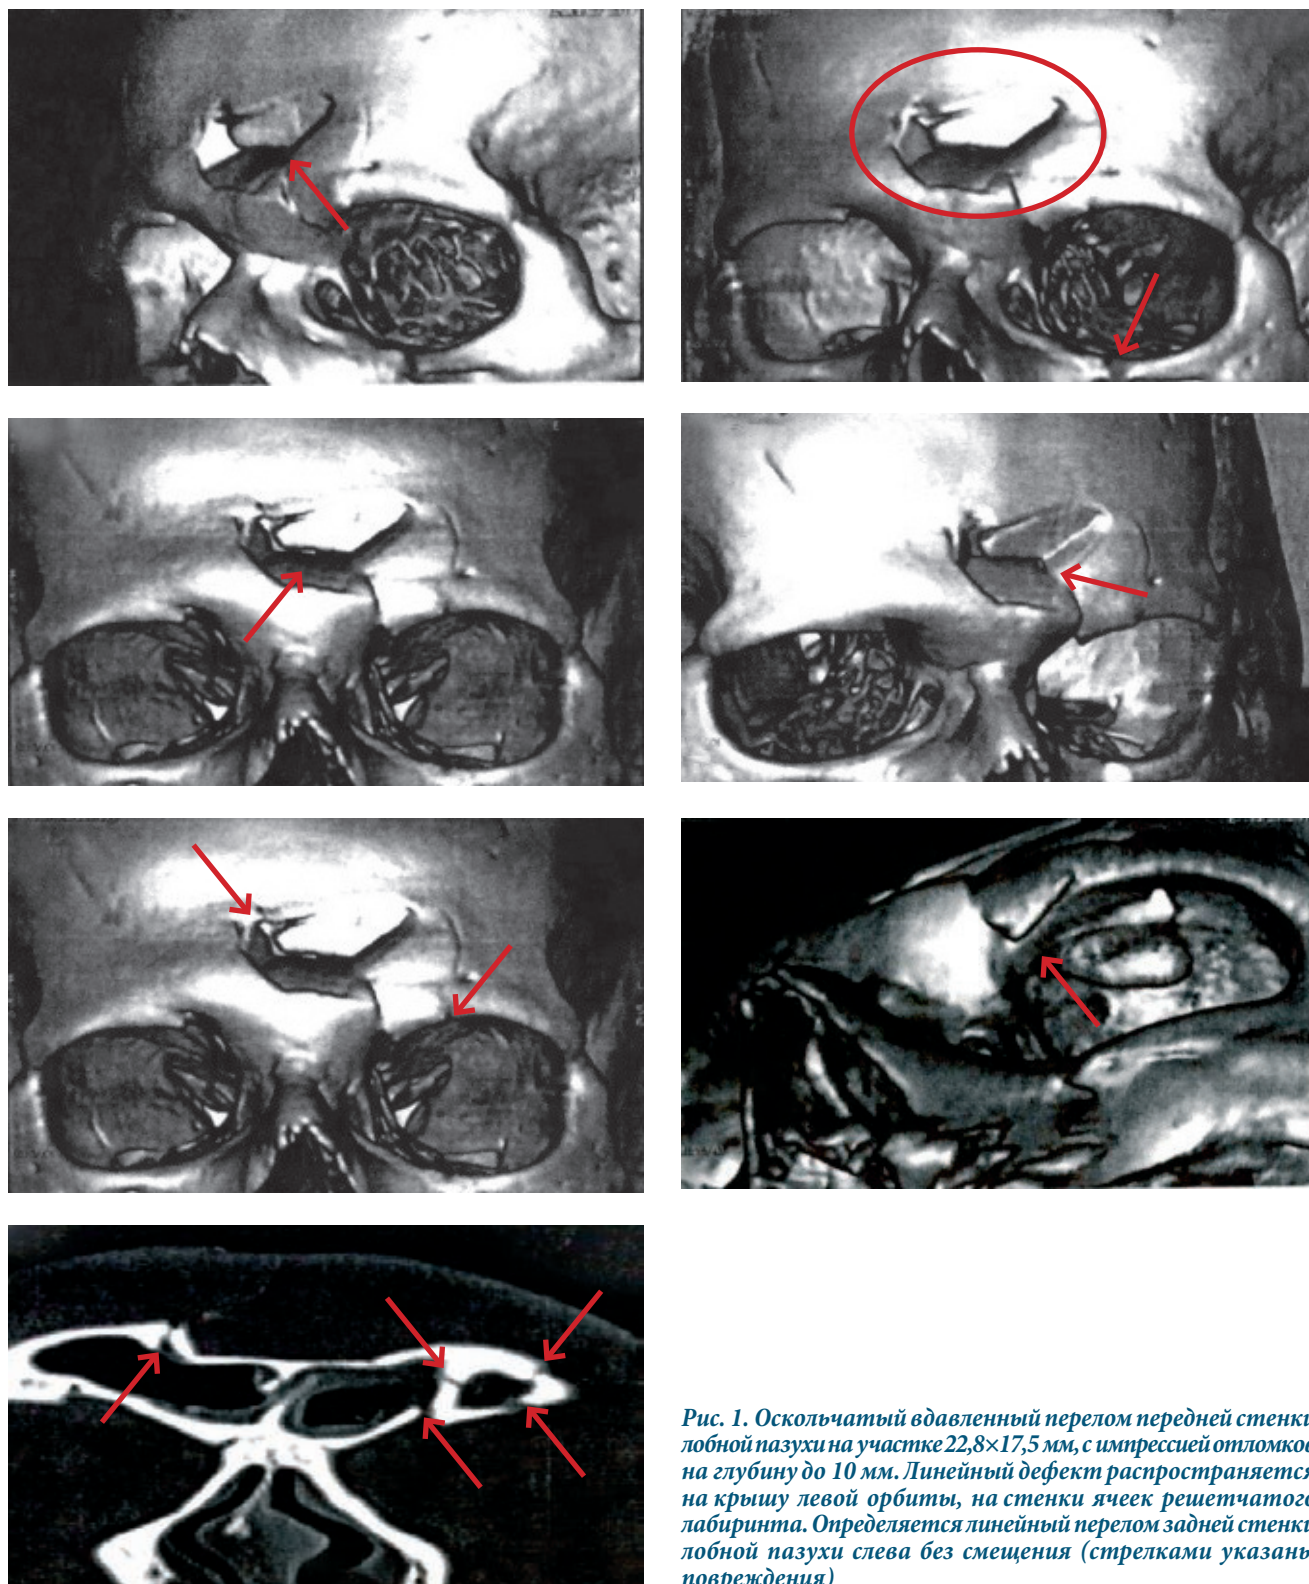 Рис. 1. Оскольчатый вдавленный перелом передней стенки
лобной пазухи на участке 22,8×17,5 мм, с импрессией отломков
на глубину до 10 мм. Линейный дефект распространяется
на крышу левой орбиты, на стенки ячеек решетчатого
лабиринта. Определяется линейный перелом задней стенки
лобной пазухи слева без смещения (стрелками указаны
повреждения)